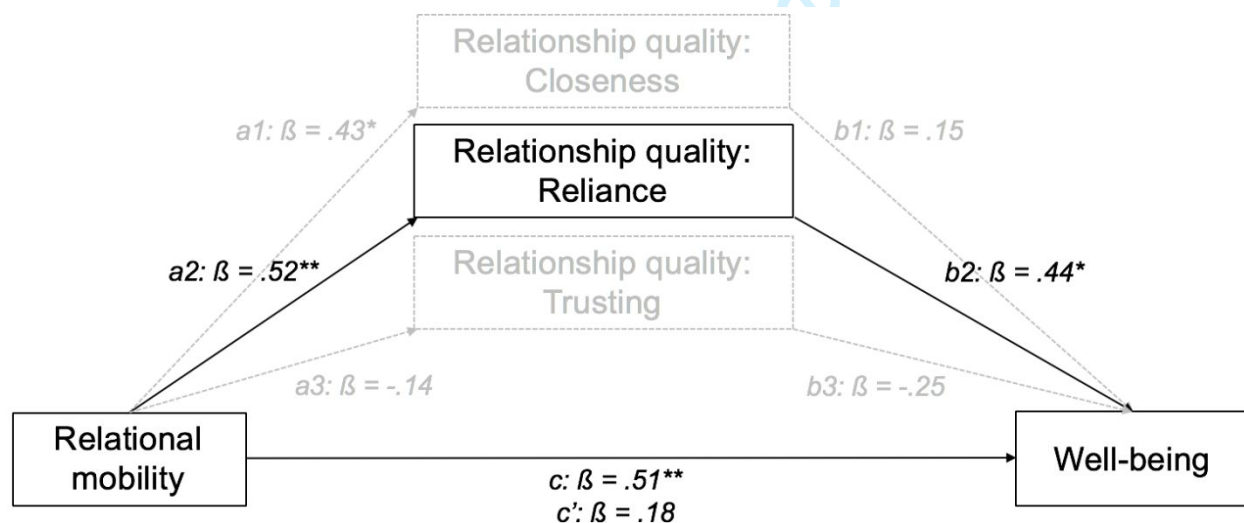 Relationship quality:
Closeness
a1: ß = .43*
b1: ß = .15
Relationship quality:
Reliance
a2: ß = .52**
b2: ß = .44*
Relationship quality:
Trusting
a3: ß = -.14
b3: ß = -.25
Relational
mobility
Well-being
c: ß = .51**
c’: ß = .18